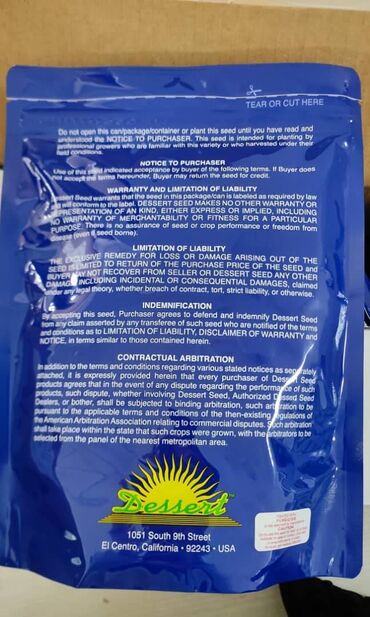 TEAR OR CUT HERE
Do not open this can/package/container or plant this seed until you have read and
understood the NOTICE TO PURCHASER. This seed is intended for planting by
professional growers who are familiar with this variety or who harvested under their
field conditions.
NOTICE TO PURCHASER
Use of this seed indicated acceptance by buyer of the following terms. If Buyer does
not accept the terms hereunder, Buyer may return the seed for credit.
WARRANTY AND LIMITATION OF LIABILITY
Dessert Seed warrants that the seed in this package/can is labeled as required by law
and will conform to the label. DESSERT SEED MAKES NO OTHER WARRANTY OR
REPRESENTATION OF AN KIND, EITHER EXPRESS OR IMPLIED, INCLUDING
NO WARRANTY OF MERCHANTABILITY OR FITNESS FOR A PARTICULAR
PURPOSE: There is no assurance of seed or crop performance or freedom from
disease (even if seed borne).
LIMITATION OF LIABILITY
THE EXCLUSIVE REMEDY FOR LOSS OR DAMAGE ARISING OUT OF THE
SEED IS LIMITED TO RETURN OF THE PURCHASE PRICE OF THE SEED and
BUYER MAY NOT RECOVER FROM SELLER OR DESSERT SEED ANY OTHER
DAMAGE INCLUDING INCIDENTAL OR CONSEQUENTIAL DAMAGES, claimed
under any legal theory, whether breach of contract, tort, strict liability, or otherwise.
INDEMNIFICATION
By accepting this seed, Purchaser agrees to defend and indemnify Dessert Seed
from any claim asserted by any transferee of such seed who are not notified of the terms
and conditions as to LIMITATION OF LIABILITY, DISCLAIMER OF WARRANTY and
NOTICE, in terms similar to those contained herein.
CONTRACTUAL ARBITRATION
In addition to the terms and conditions regarding various stated notices as separately
attached, it is expressly provided herein that every purchaser of Dessert Seed
products agrees that in the event of any dispute regarding the performance of such
products, such dispute, whether involving Dessert Seed, Authorized Dessed Seed
Dealers, or bother, shall be subjected to binding arbitration, such arbitration to be
pursuant to the applicable terms and conditions of the then-existing regulations of
the American Arbitration Association relating to commercial disputes. Such arbitration
shall take place within the state that such crops were grown, with the arbitrators to be
selected from the panel of the nearest metropolitan area.
Dessert
1051 South 9th Street
El Centro, California • 92243 • USA
CAUTION